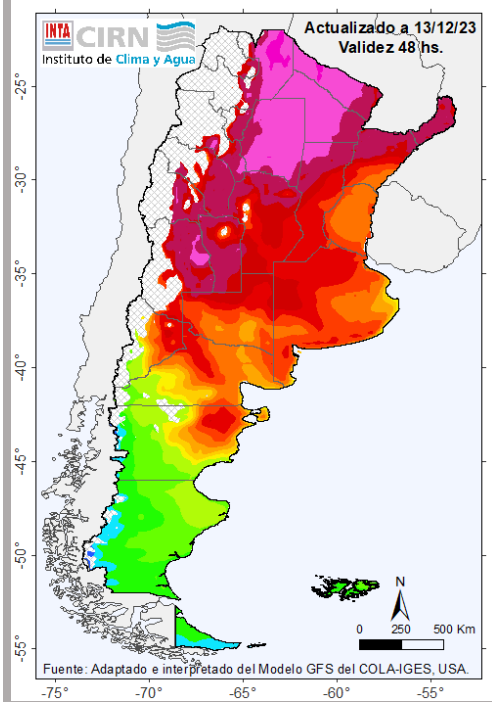 INTA CIRN
Instituto de Clima y Agua
Actualizado a 13/12/23
Validez 48 hs.
-25°
-30°
-35°
-40°
-45°
-50°
-55°
N
0 250 500 Km
Fuente: Adaptado e interpretado del Modelo GFS del COLA-IGES, USA.
-75° -70° -65° -60° -55°